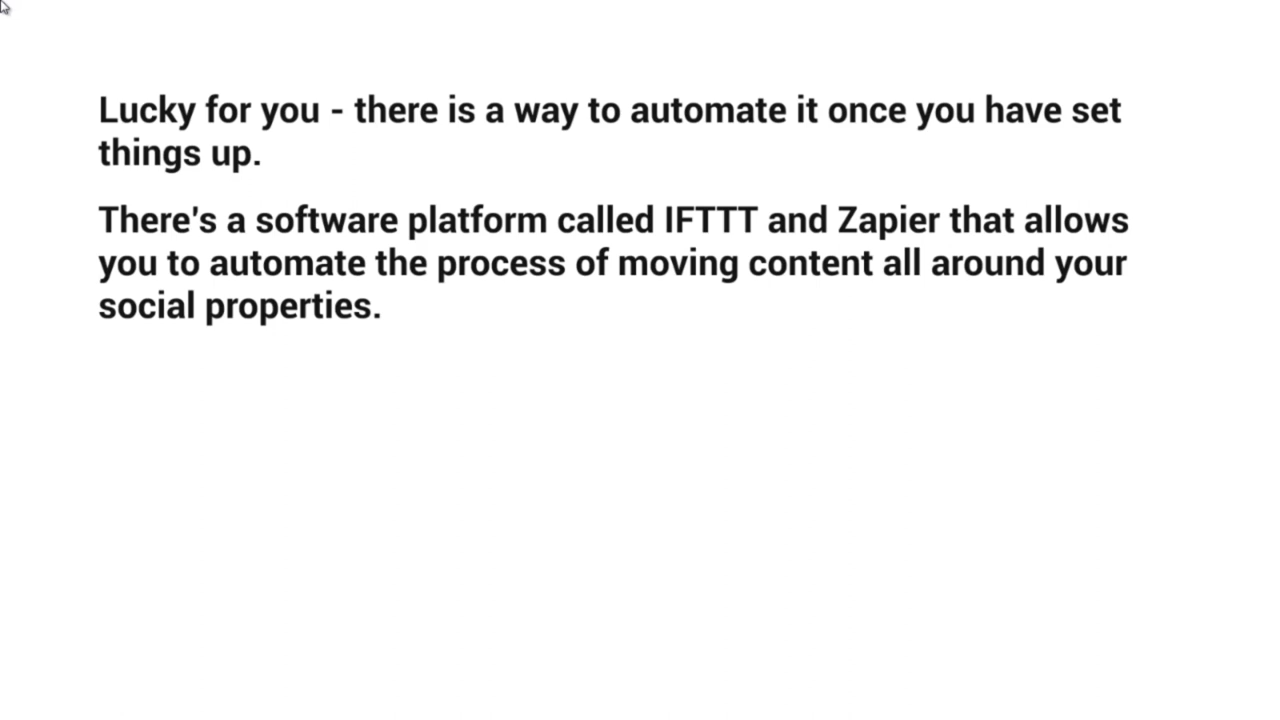 Lucky for you - there is a way to automate it once you have set
things up.
There's a software platform called IFTTT and Zapier that allows
you to automate the process of moving content all around your
social properties.